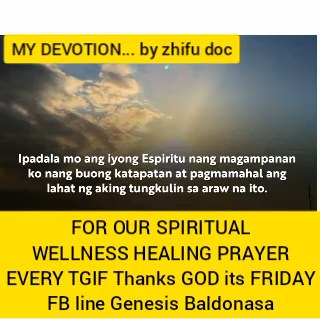 MY DEVOTION... by zhifu doc
Ipadala mo ang iyong Espiritu nang magampanan
ko nang buong katapatan at pagmamahal ang
lahat ng aking tungkulin sa araw na ito.
FOR OUR SPIRITUAL
WELLNESS HEALING PRAYER
EVERY TGIF Thanks GOD its FRIDAY
FB line Genesis Baldonasa